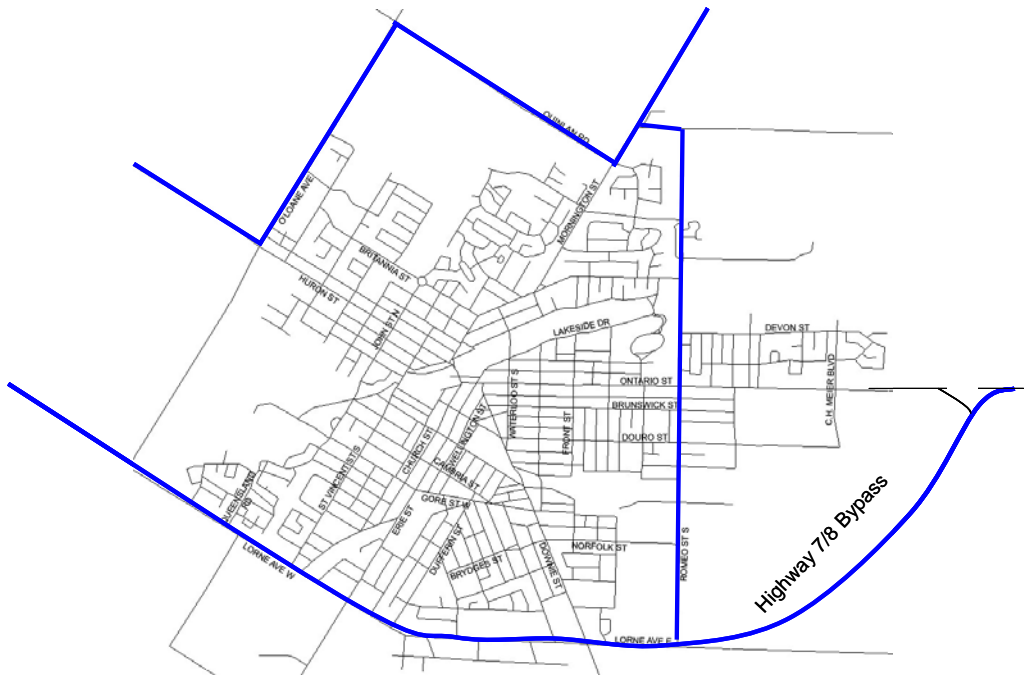 QUINLAN RD
O'LOANE AVE
MORNINGTON ST
BRITANNIA ST
HURON ST
JOHN ST N
LAKESIDE DR
DEVON ST
ONTARIO ST
C.H. MEIER BLVD
WATERLOO ST S
BRUNSWICK ST
FRONT ST
DOURO ST
WELLINGTON ST
CHURCH ST
CAMBRIA ST
ST VINCENT ST S
QUEENSLAND
RD
GORE ST W
ERIE ST
Highway 7/8 Bypass
DUFFERIN ST
NORFOLK ST
DOWNIE ST
ROMEO ST S
LORNE AVE W
BRYDGES ST
LORNE AVE E